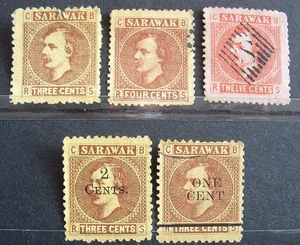 C SARAWAK B
R THREE CENTS S
C SARAWAK B
R FOUR CENTS S
C SARAWAK B
R TWELVE CENTS S
C SARAWAK B
2
CENTS.
R THREE CENTS S
C SARAWAK B
ONE
CENT
R THREE CENTS S